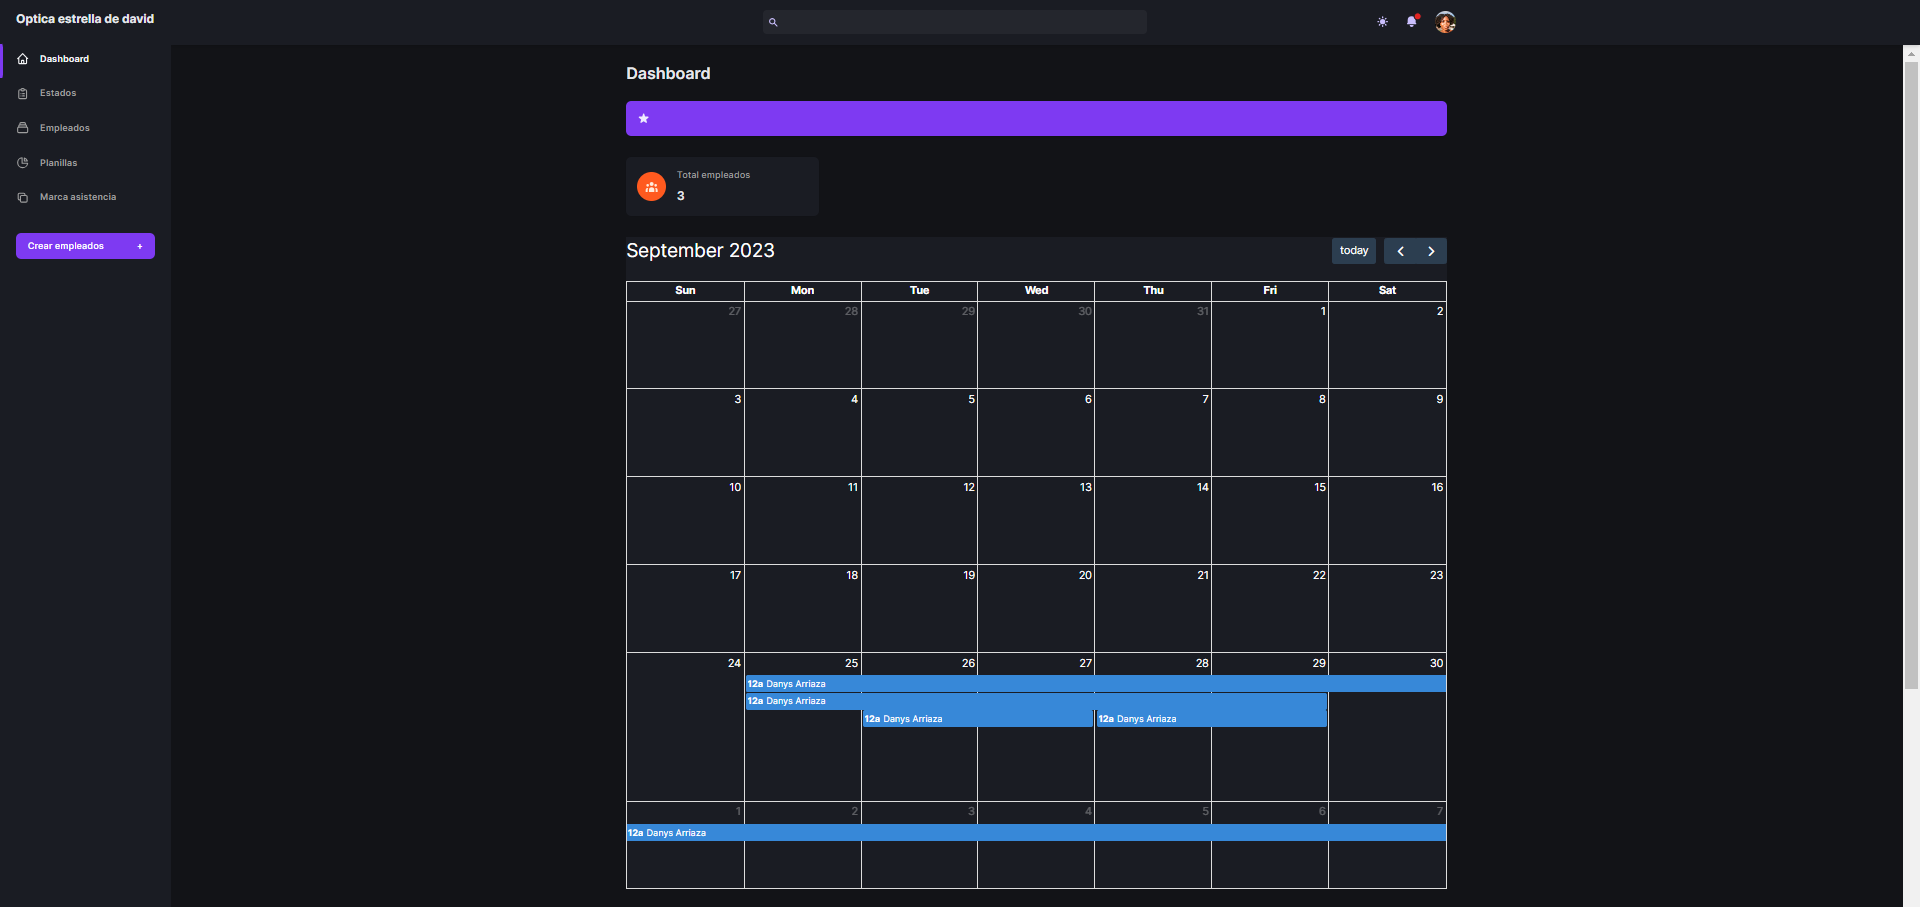 Optica estrella de david
Dashboard
Estados
Empleados
Planillas
Marca asistencia
Crear empleados +
Dashboard
Total empleados
3
September 2023
today
Sun Mon Tue Wed Thu Fri Sat
27 28 29 30 31 1 2
3 4 5 6 7 8 9
10 11 12 13 14 15 16
17 18 19 20 21 22 23
24 25 26 27 28 29 30
12a Danys Arriaza
12a Danys Arriaza
12a Danys Arriaza 12a Danys Arriaza
1 2 3 4 5 6 7
12a Danys Arriaza